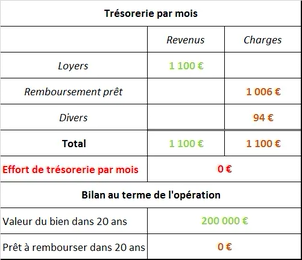 Trésorerie par mois
Revenus Charges
Loyers 1 100 €
Remboursement prêt 1 006 €
Divers 94 €
Total 1 100 € 1 100 €
Effort de trésorerie par mois 0 €
Bilan au terme de l'opération
Valeur du bien dans 20 ans 200 000 €
Prêt à rembourser dans 20 ans 0 €